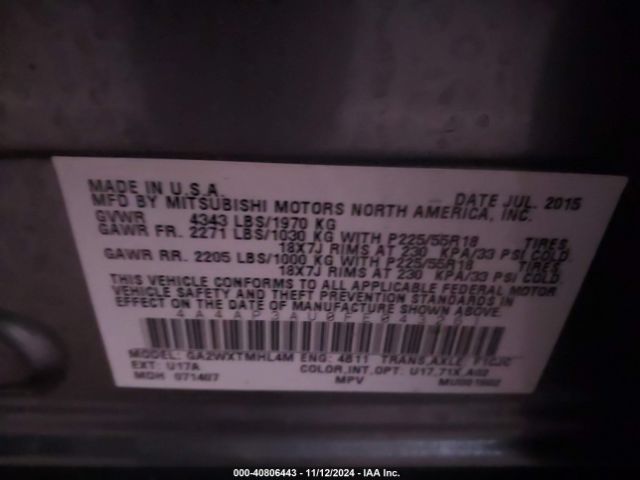 MADE IN U.S.A. DATE JUL. 2015
MFD BY MITSUBISHI MOTORS NORTH AMERICA, INC.
GVWR 4343 LBS/1970 KG
GAWR FR. 2271 LBS/1030 KG WITH P225/55R18 TIRES,
18X7J RIMS AT 230 KPA/33 PSI COLD.
GAWR RR. 2205 LBS/1000 KG WITH P225/55R18 TIRES,
18X7J RIMS AT 230 KPA/33 PSI COLD.
THIS VEHICLE CONFORMS TO ALL APPLICABLE FEDERAL MOTOR
VEHICLE SAFETY AND THEFT PREVENTION STANDARDS IN
EFFECT ON THE DATE OF MANUFACTURE SHOWN ABOVE.
MODEL: GA2WXTMHL4M ENG: 4B11 TRANS,AXLE
EXT: U17A COLOR,INT,OPT: U17,71X,A02
MDH 071407 MPV
000-40806443 - 11/12/2024 - IAA Inc.